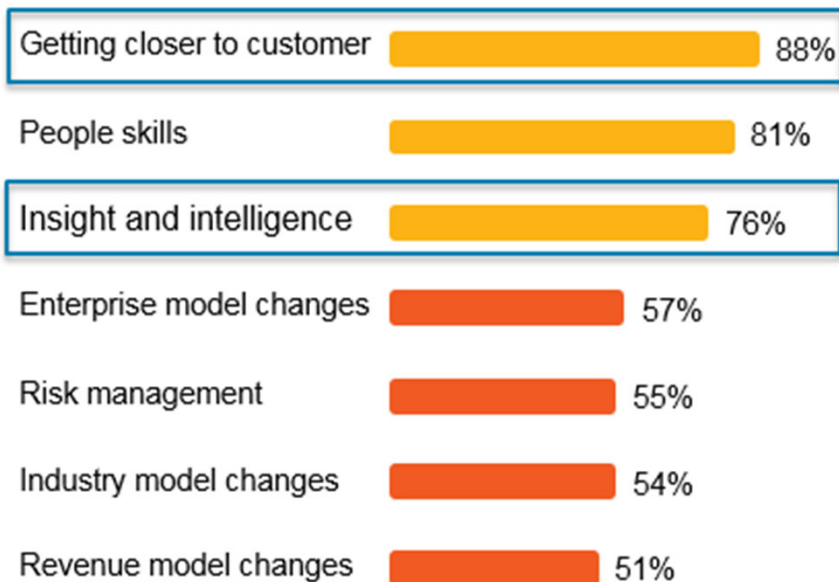 Getting closer to customer 88%
People skills 81%
Insight and intelligence 76%
Enterprise model changes 57%
Risk management 55%
Industry model changes 54%
Revenue model changes 51%